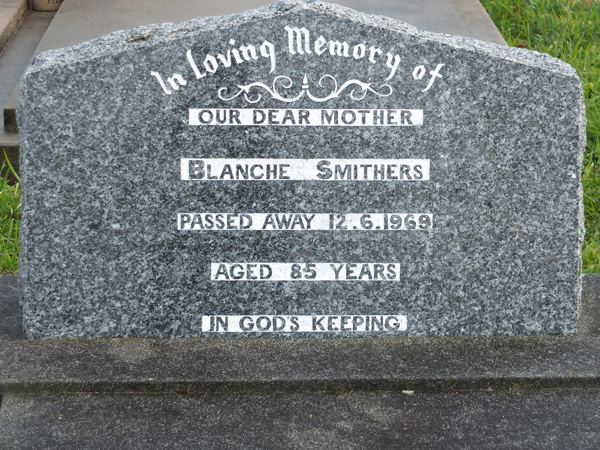 In Loving Memory of
OUR DEAR MOTHER
BLANCHE SMITHERS
PASSED AWAY 12.6.1969
AGED 85 YEARS
IN GOD'S KEEPING